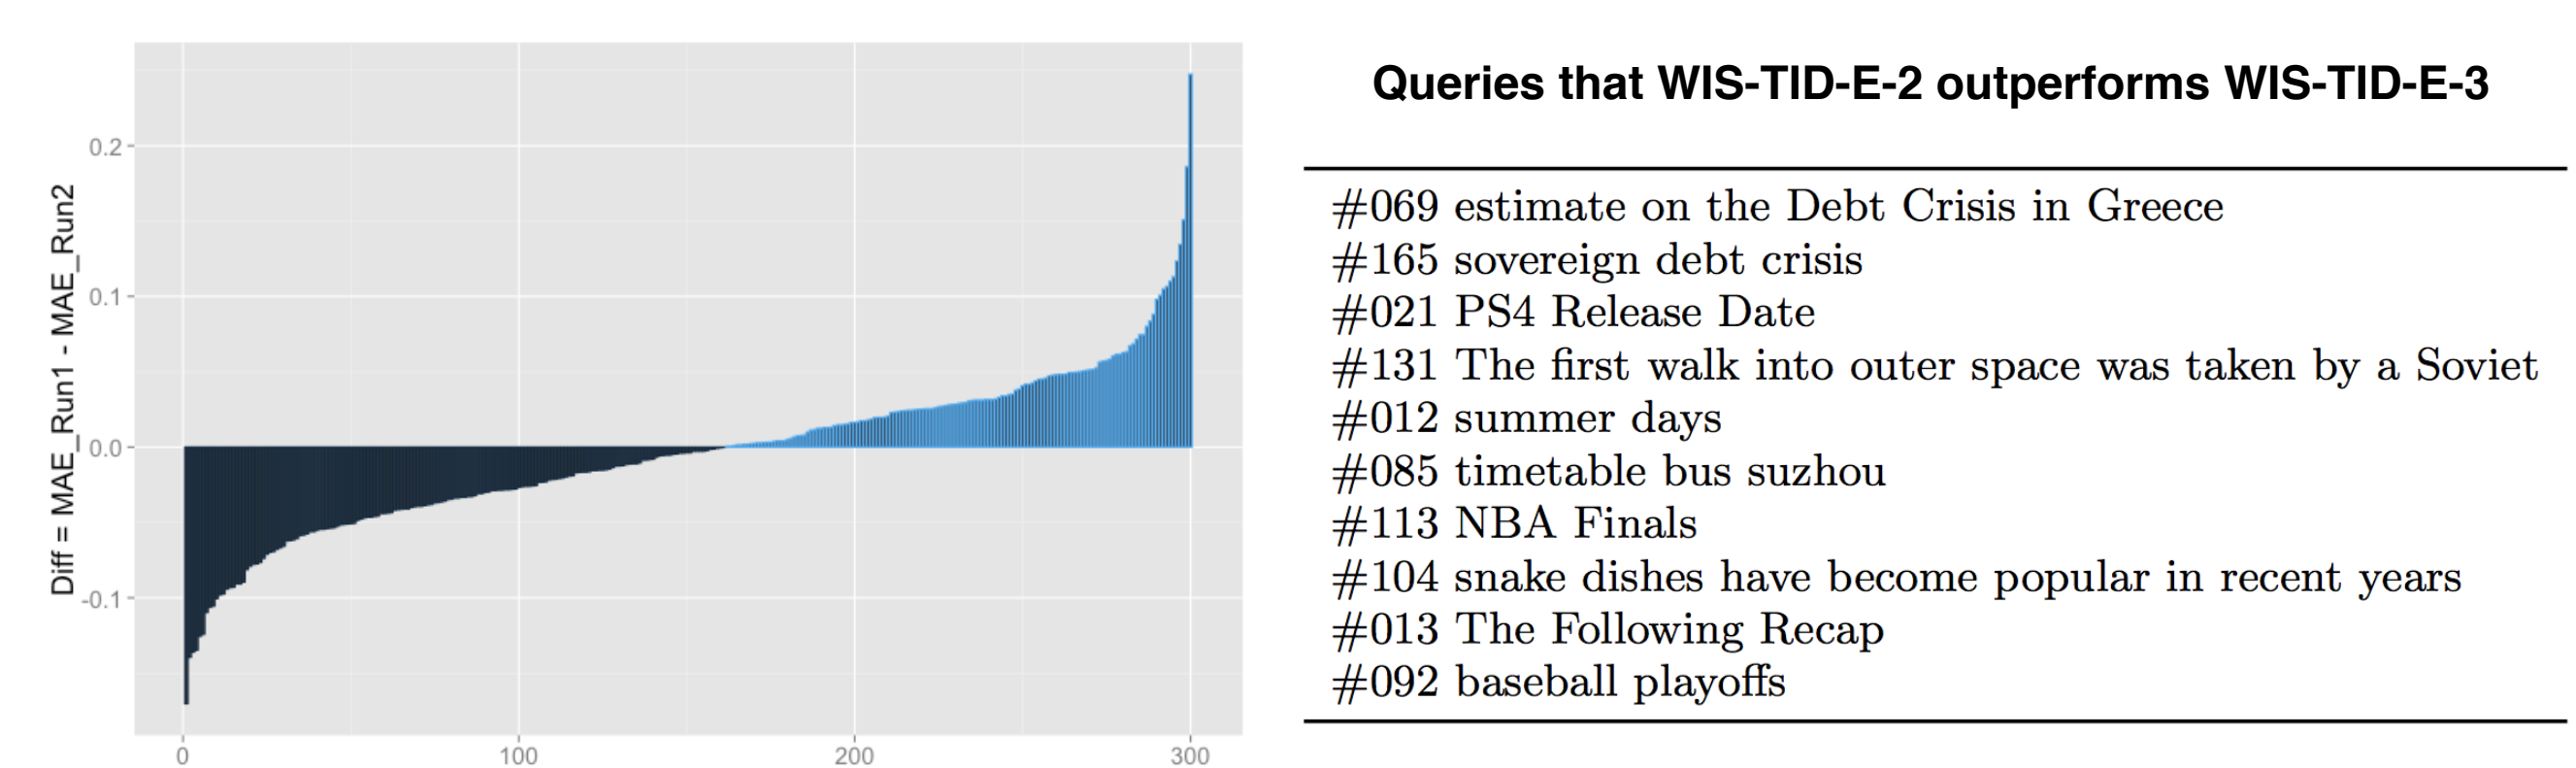 Diff = MAE_Run1 - MAE_Run2
0.2
0.1
0.0
-0.1
0
100
200
300
Queries that WIS-TID-E-2 outperforms WIS-TID-E-3
#069 estimate on the Debt Crisis in Greece
#165 sovereign debt crisis
#021 PS4 Release Date
#131 The first walk into outer space was taken by a Soviet
#012 summer days
#085 timetable bus suzhou
#113 NBA Finals
#104 snake dishes have become popular in recent years
#013 The Following Recap
#092 baseball playoffs